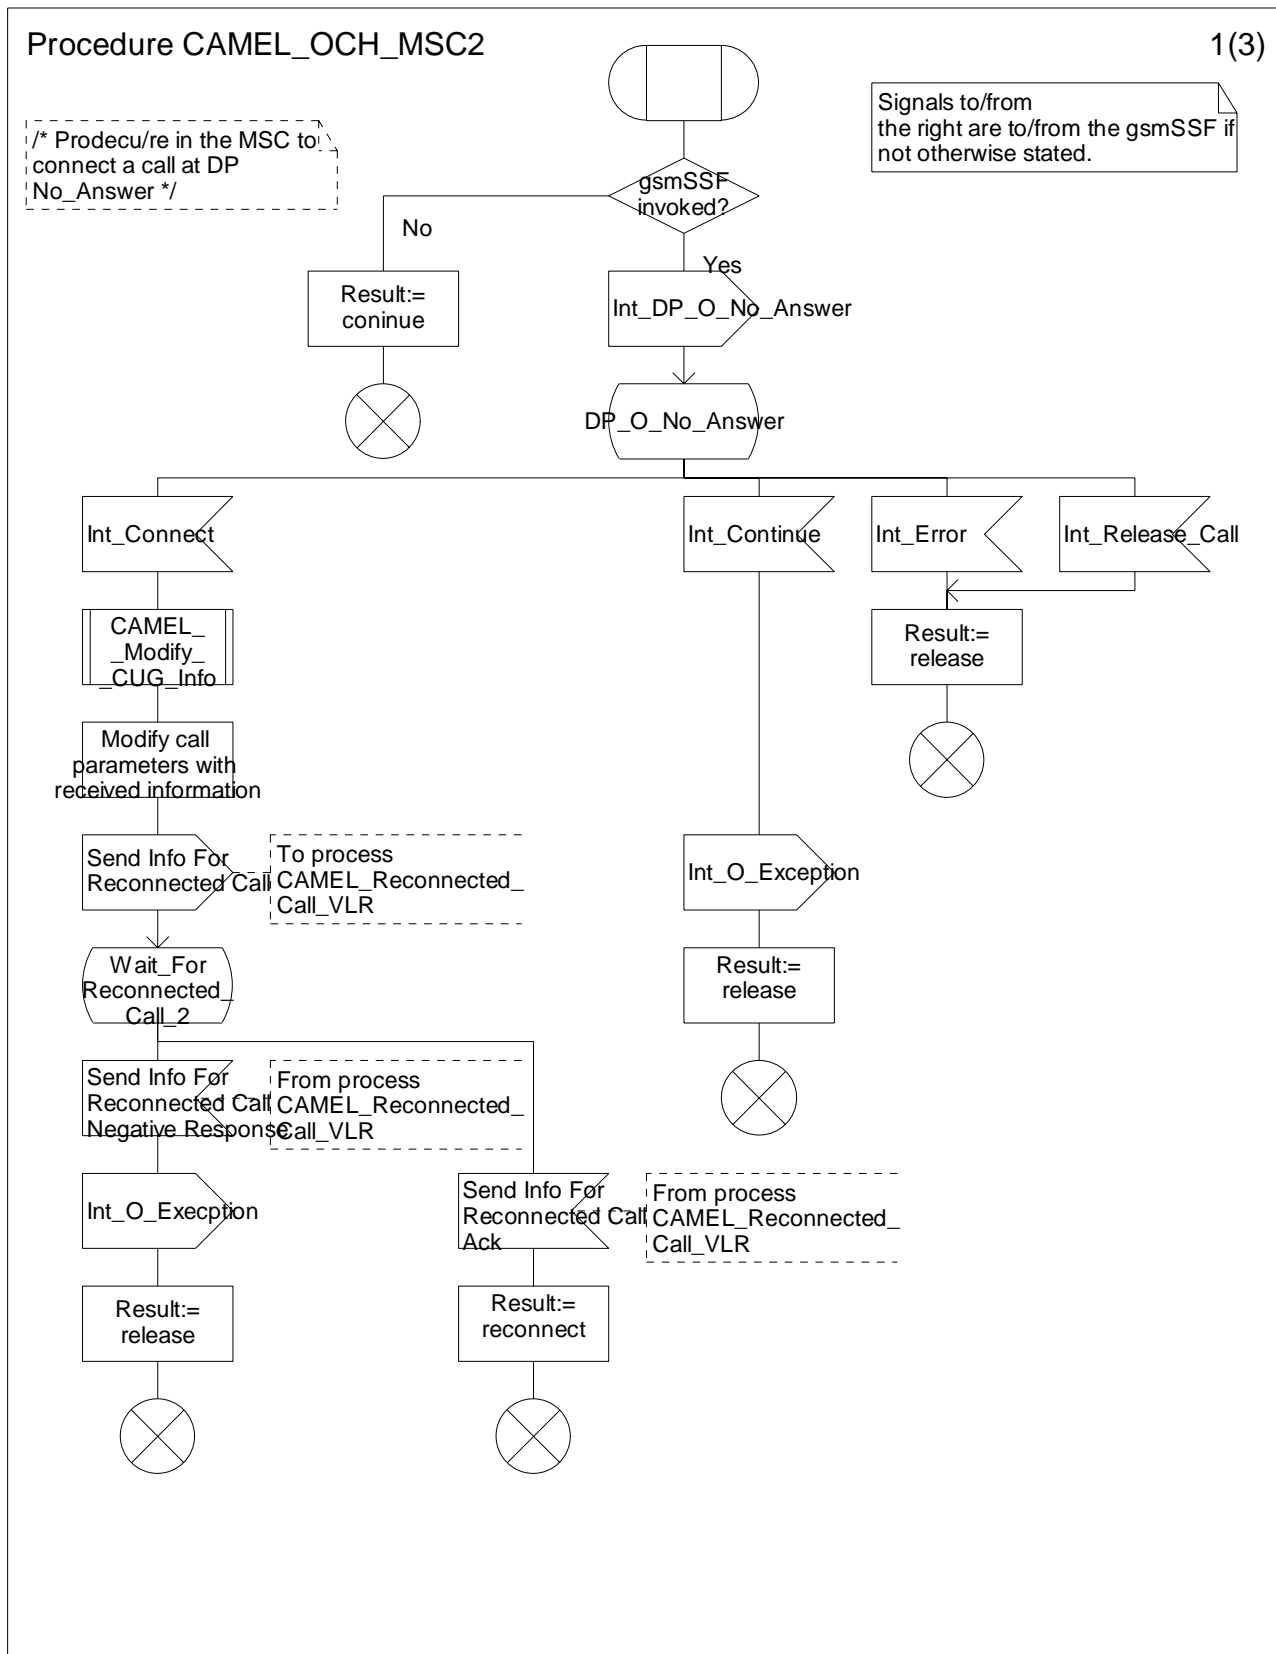 Procedure CAMEL_OCH_MSC2
1(3)
/* Prodecu/re in the MSC to
connect a call at DP
No_Answer */
Signals to/from
the right are to/from the gsmSSF if
not otherwise stated.
gsmSSF
invoked?
No
Yes
Result:=
coninue
Int_DP_O_No_Answer
DP_O_No_Answer
Int_Connect
Int_Continue
Int_Error
Int_Release_Call
CAMEL_
_Modify_
_CUG_Info
Result:=
release
Modify call
parameters with
received information
Send Info For
Reconnected Call
To process
CAMEL_Reconnected_
Call_VLR
Int_O_Exception
Wait_For
Reconnected_
Call_2
Result:=
release
Send Info For
Reconnected Call
Negative Response
From process
CAMEL_Reconnected_
Call_VLR
Int_O_Execption
Send Info For
Reconnected Call
Ack
From process
CAMEL_Reconnected_
Call_VLR
Result:=
release
Result:=
reconnect